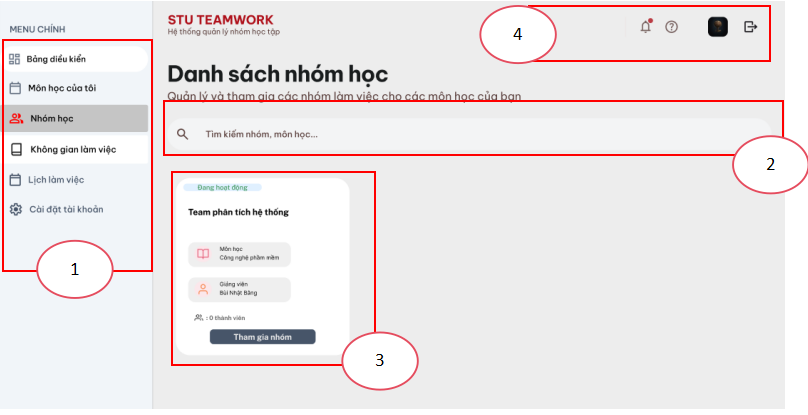 MENU CHÍNH
Bảng điều kiển
Môn học của tôi
Nhóm học
Không gian làm việc
Lịch làm việc
Cài đặt tài khoản
1
STU TEAMWORK
Hệ thống quản lý nhóm học tập
4
Danh sách nhóm học
Quản lý và tham gia các nhóm làm việc cho các môn học của bạn
Tìm kiếm nhóm, môn học...
2
Đang hoạt động
Team phân tích hệ thống
Môn học
Công nghệ phầm mềm
Giảng viên
Bùi Nhật Bằng
: 0 thành viên
Tham gia nhóm
3